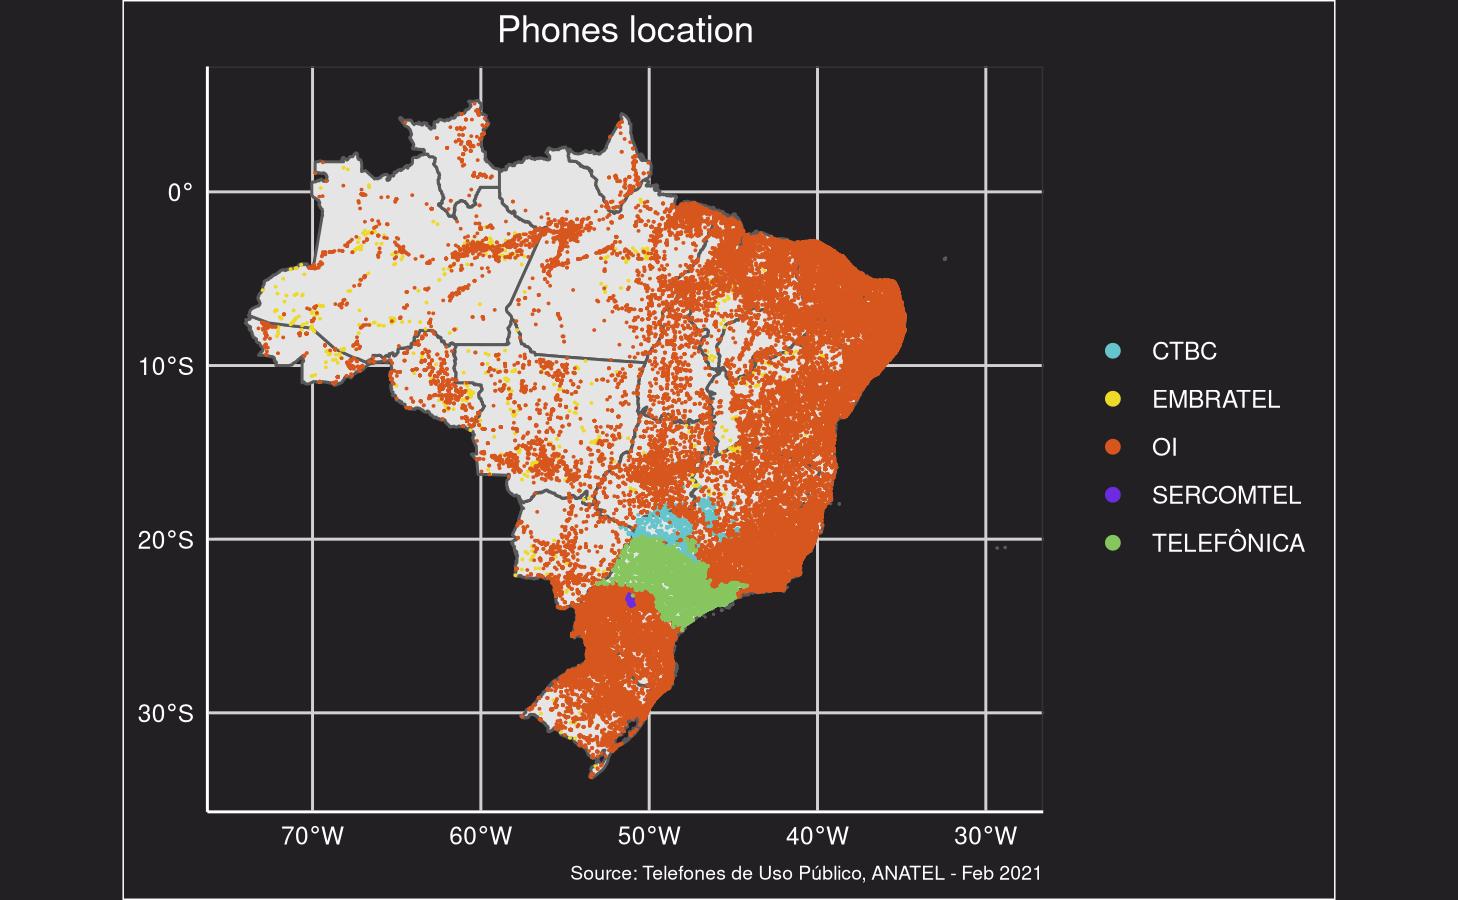 Phones location
0°
10°S
20°S
30°S
70°W
60°W
50°W
40°W
30°W
CTBC
EMBRATEL
OI
SERCOMTEL
TELEFÔNICA
Source: Telefones de Uso Público, ANATEL - Feb 2021